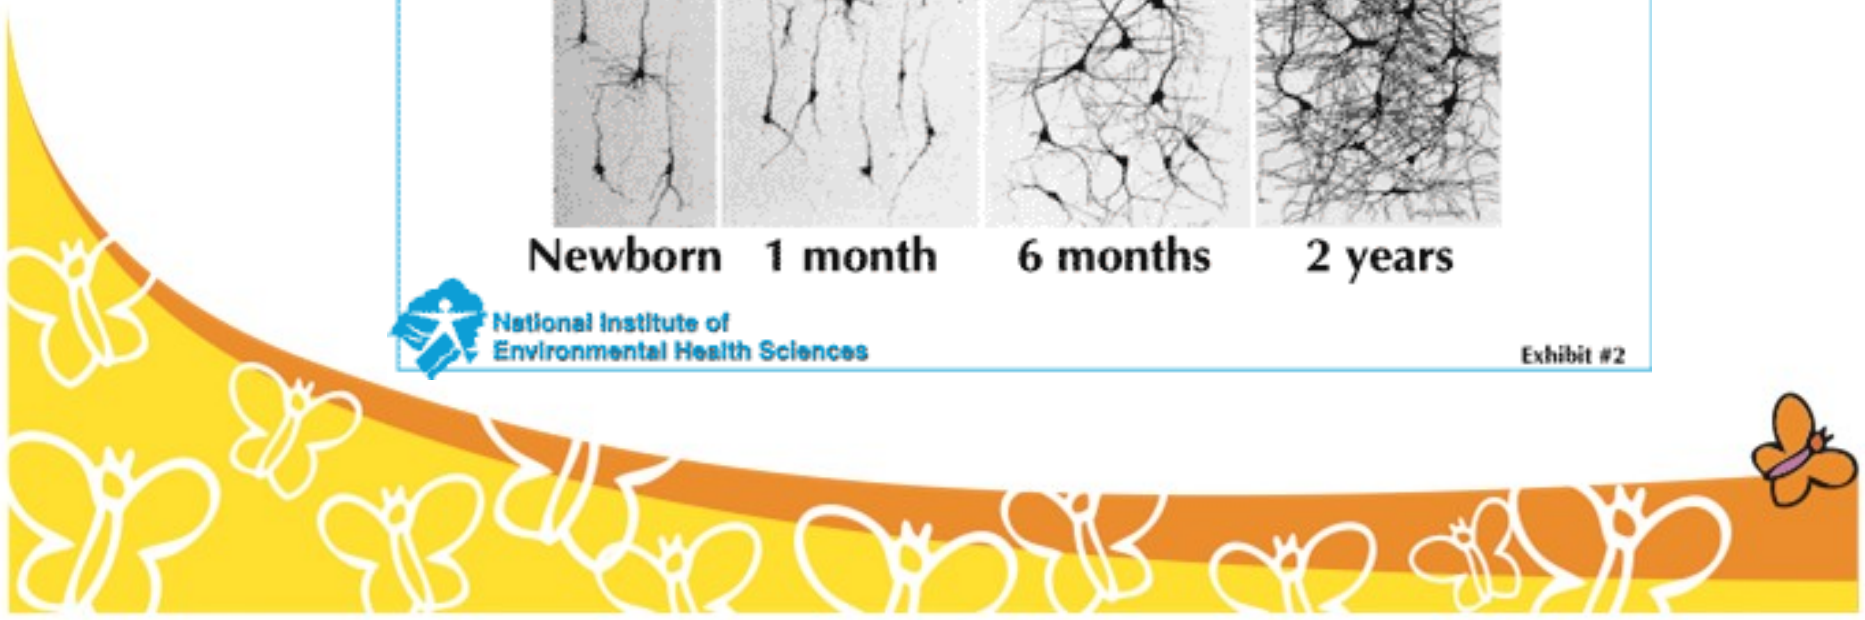 Newborn 1 month 6 months 2 years
National Institute of
Environmental Health Sciences
Exhibit #2